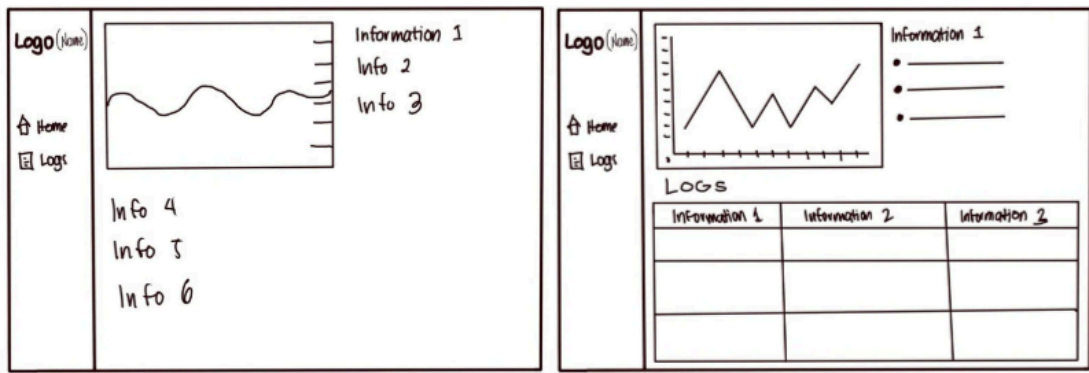 Logo (Name)
Home
Logs
Information 1
Info 2
Info 3
Info 4
Info 5
Info 6
Logo (Name)
Home
Logs
Information 1
LOGS
Information 1 Information 2 Information 3